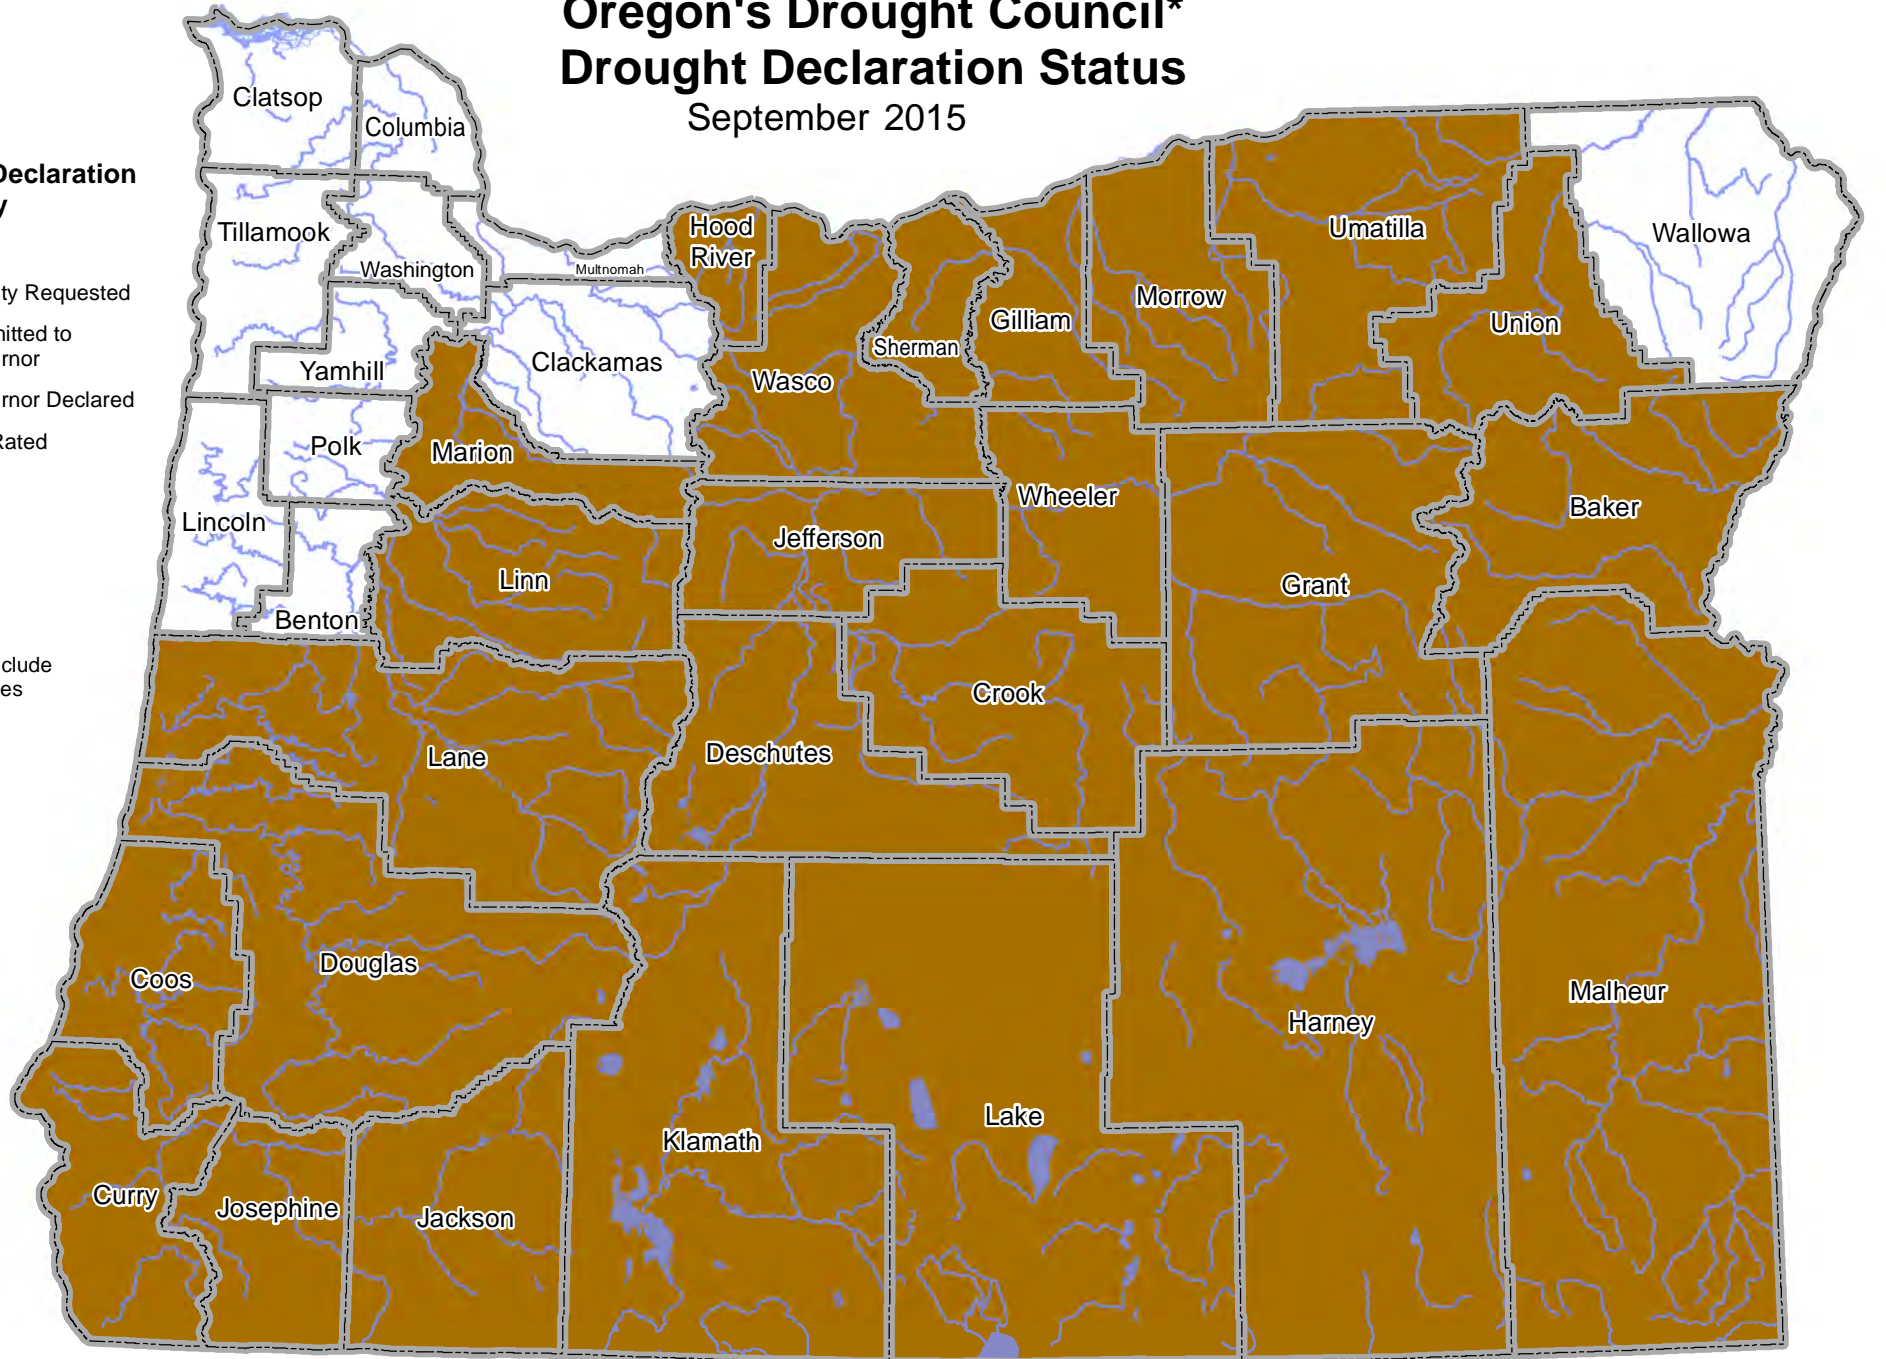 Oregon's Drought Council*
Drought Declaration Status
September 2015
Declaration
ty Requested
itted to
rnor
rnor Declared
Rated
clude
es
Clatsop
Columbia
Tillamook
Washington
Multnomah
Hood
River
Umatilla
Wallowa
Morrow
Gilliam
Union
Sherman
Yamhill
Clackamas
Wasco
Polk
Marion
Wheeler
Baker
Lincoln
Jefferson
Linn
Grant
Benton
Crook
Deschutes
Lane
Douglas
Coos
Malheur
Harney
Lake
Klamath
Curry
Josephine
Jackson